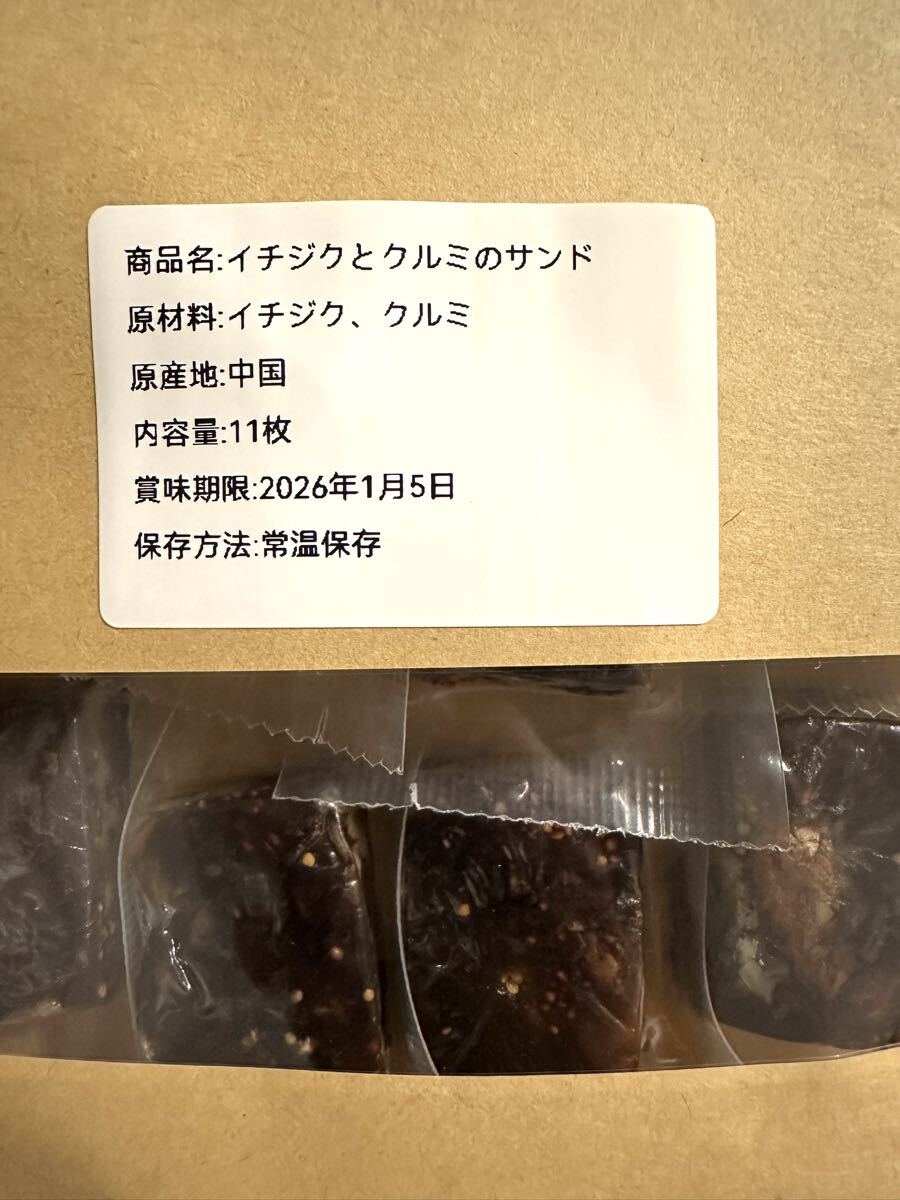 商品名:イチジクとクルミのサンド
原材料:イチジク、クルミ
原産地:中国
内容量:11枚
賞味期限:2026年1月5日
保存方法:常温保存